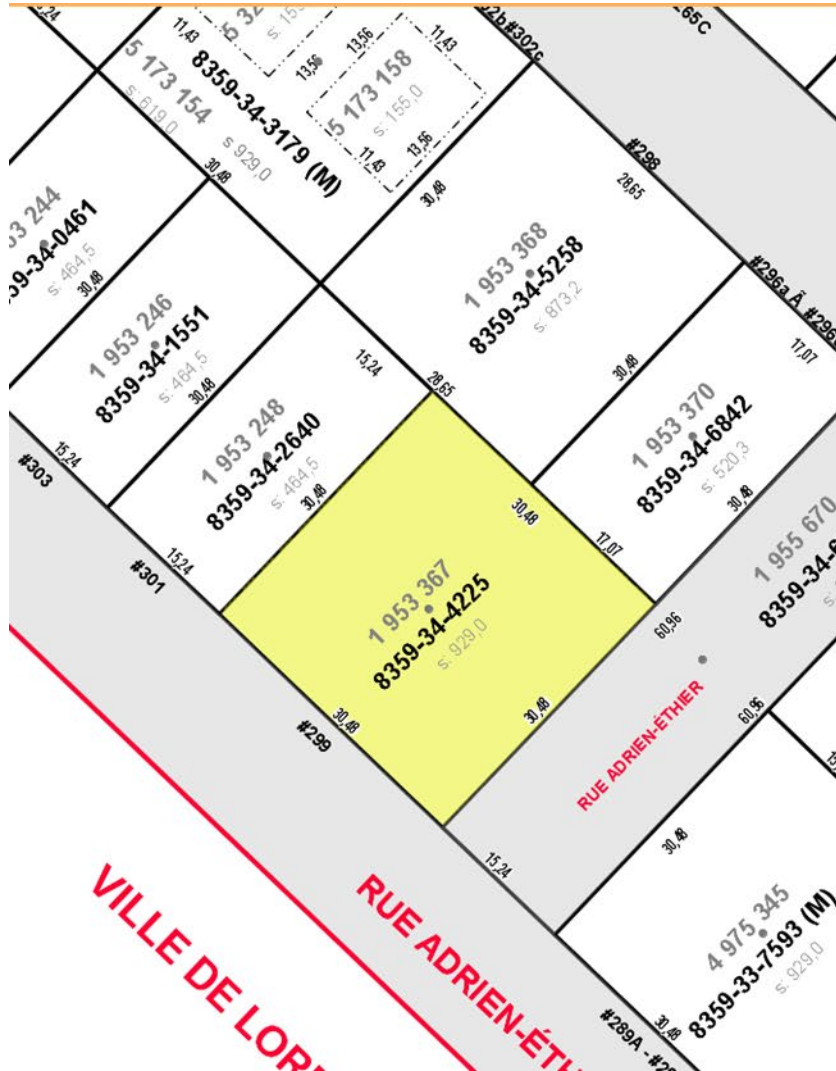 11,43
13,56
11,43
5 173 154
s: 619,0
s 929,0
8359-34-3179 (M)
13,56
5 173 158
s: 155,0
11,43
13,56
#302c
#298
30,48
30,48
28,65
1 953 368
8359-34-5258
s: 873,2
#296a Ã
17,07
s: 464,5
30,48
1 953 246
8359-34-1551
s: 464,5
30,48
15,24
#303
15,24
1 953 248
8359-34-2640
s: 464,5
30,48
15,24
#301
28,65
30,48
1 953 370
8359-34-6842
s: 520,3
30,48
17,07
30,48
1 953 367
8359-34-4225
s: 929,0
30,48
30,48
#299
1 955 670
60,96
RUE ADRIEN-ÉTHIER
60,96
15,24
30,48
4 975 345
8359-33-7593 (M)
s: 929,0
30,48
#289A
VILLE DE
RUE